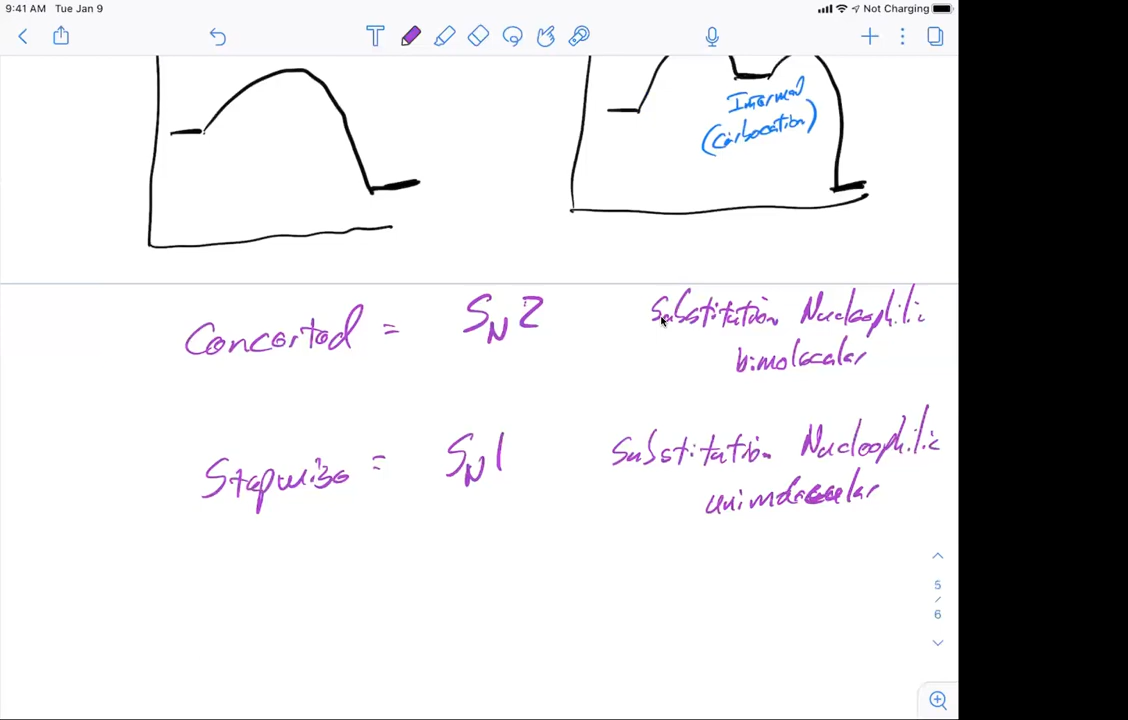 9:41 AM Tue Jan 9
Not Charging
T
Intermed
(Carbocation)
Concerted = SN2 Substitution Nucleophilic
bimolecular
Stepwise = SN1 Substitution Nucleophilic
unimolecular
5
/
6